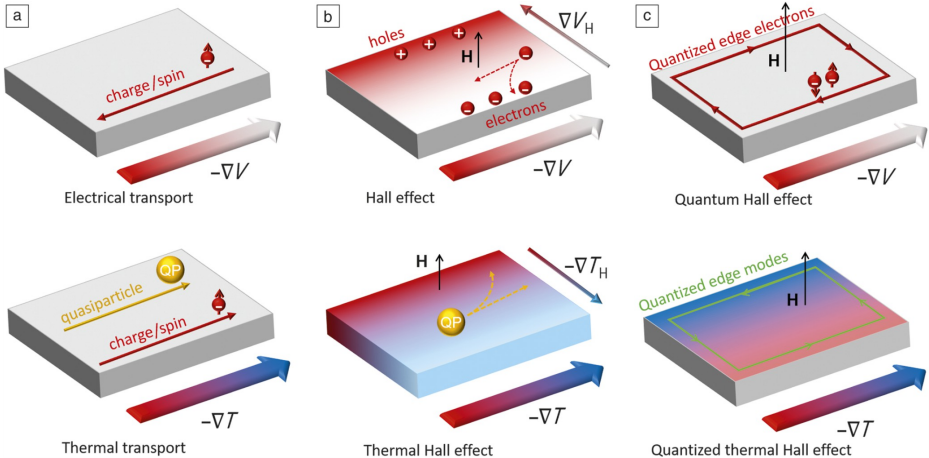 a
charge/spin
−∇V
Electrical transport
b
holes
+ + +
H
∇V_H
electrons
−∇V
Hall effect
c
Quantized edge electrons
H
−∇V
Quantum Hall effect
QP
quasiparticle
charge/spin
−∇T
Thermal transport
H
QP
−∇T_H
−∇T
Thermal Hall effect
Quantized edge modes
H
−∇T
Quantized thermal Hall effect